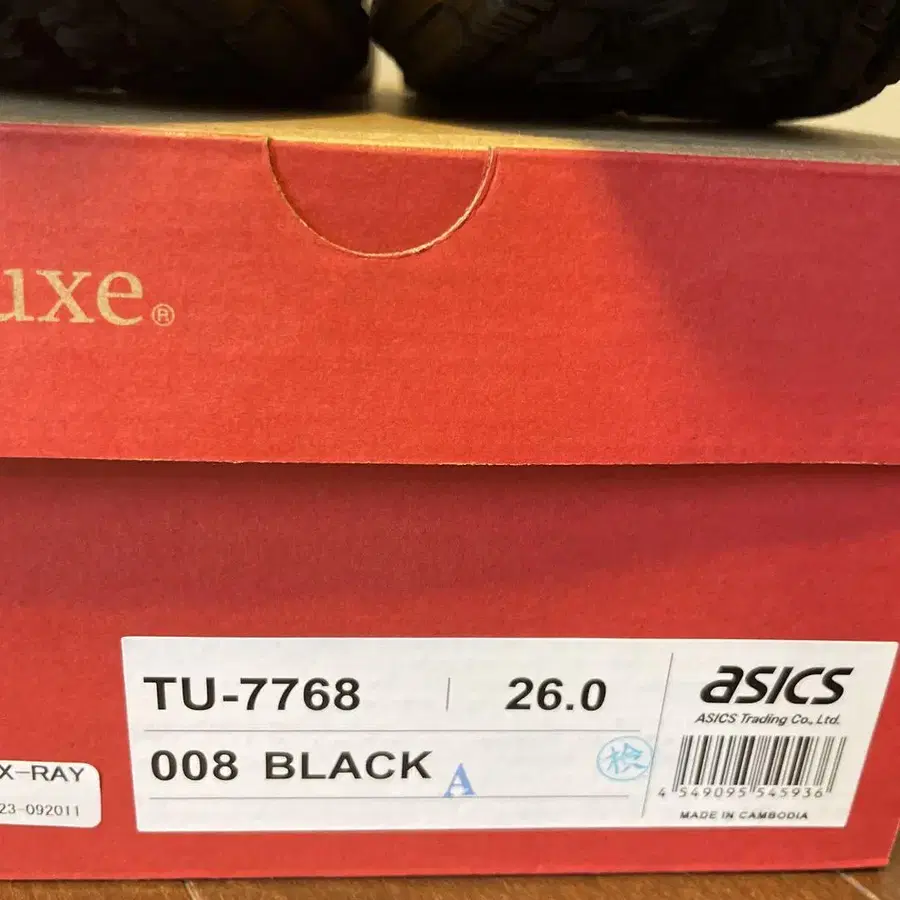 uxe®
TU-7768 | 26.0
008 BLACK A
検
asics
ASICS Trading Co., Ltd.
4 549095 545936
MADE IN CAMBODIA
X-RAY
23-092011